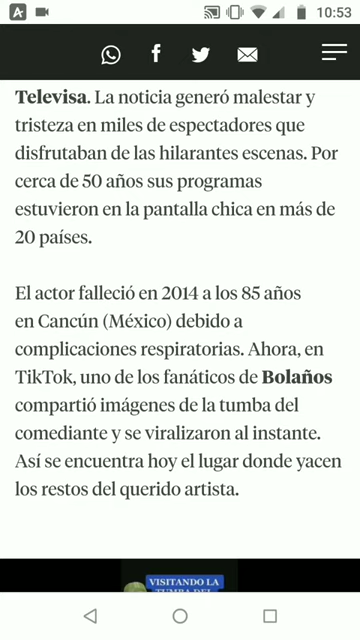 A
10:53
Televisa. La noticia generó malestar y
tristeza en miles de espectadores que
disfrutaban de las hilarantes escenas. Por
cerca de 50 años sus programas
estuvieron en la pantalla chica en más de
20 países.
El actor falleció en 2014 a los 85 años
en Cancún (México) debido a
complicaciones respiratorias. Ahora, en
TikTok, uno de los fanáticos de Bolaños
compartió imágenes de la tumba del
comediante y se viralizaron al instante.
Así se encuentra hoy el lugar donde yacen
los restos del querido artista.
VISITANDO LA
TUMBA DEL